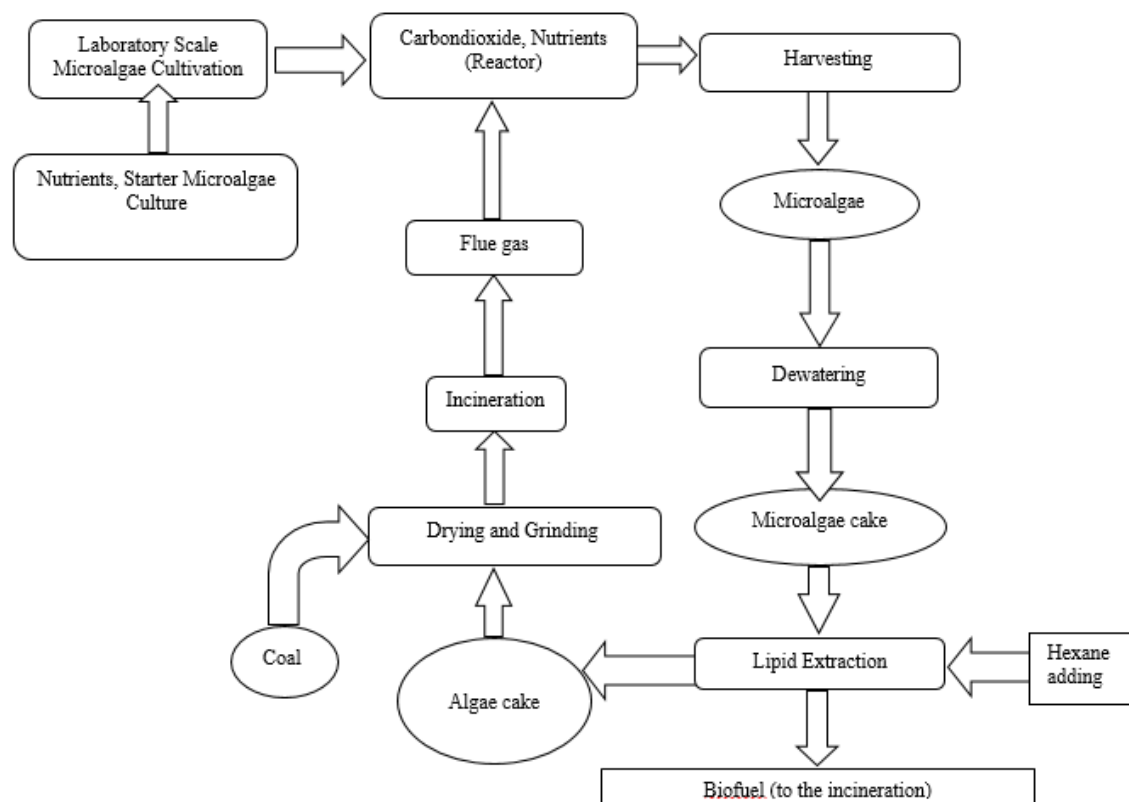 Laboratory Scale
Microalgae Cultivation
Carbondioxide, Nutrients
(Reactor)
Harvesting
Nutrients, Starter Microalgae
Culture
Microalgae
Flue gas
Dewatering
Incineration
Microalgae cake
Drying and Grinding
Coal
Algae cake
Lipid Extraction
Hexane
adding
Biofuel (to the incineration)